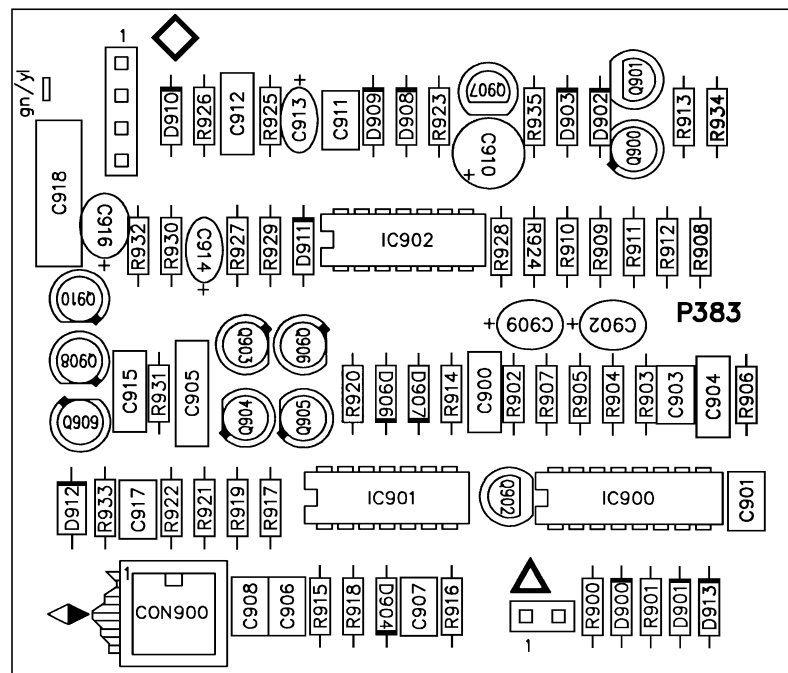 1
gn/yl
D910
R926
C912
R925
C913
+
C911
D909
D908
R923
Q907
C910
+
R935
D903
D902
Q901
Q900
R913
R934
C918
C916
+
R932
R930
C914
+
R927
R929
D911
IC902
R928
R924
R910
R909
R911
R912
R908
Q910
Q908
Q909
C915
R931
C905
Q903
Q906
Q904
Q905
+
C909
+
C902
P383
R920
D906
D907
R914
C900
R902
R907
R905
R904
R903
C903
C904
R906
D912
R933
C917
R922
R921
R919
R917
IC901
Q902
IC900
C901
1
CON900
C908
C906
R915
R918
D904
C907
R916
1
R900
D900
R901
D901
D913